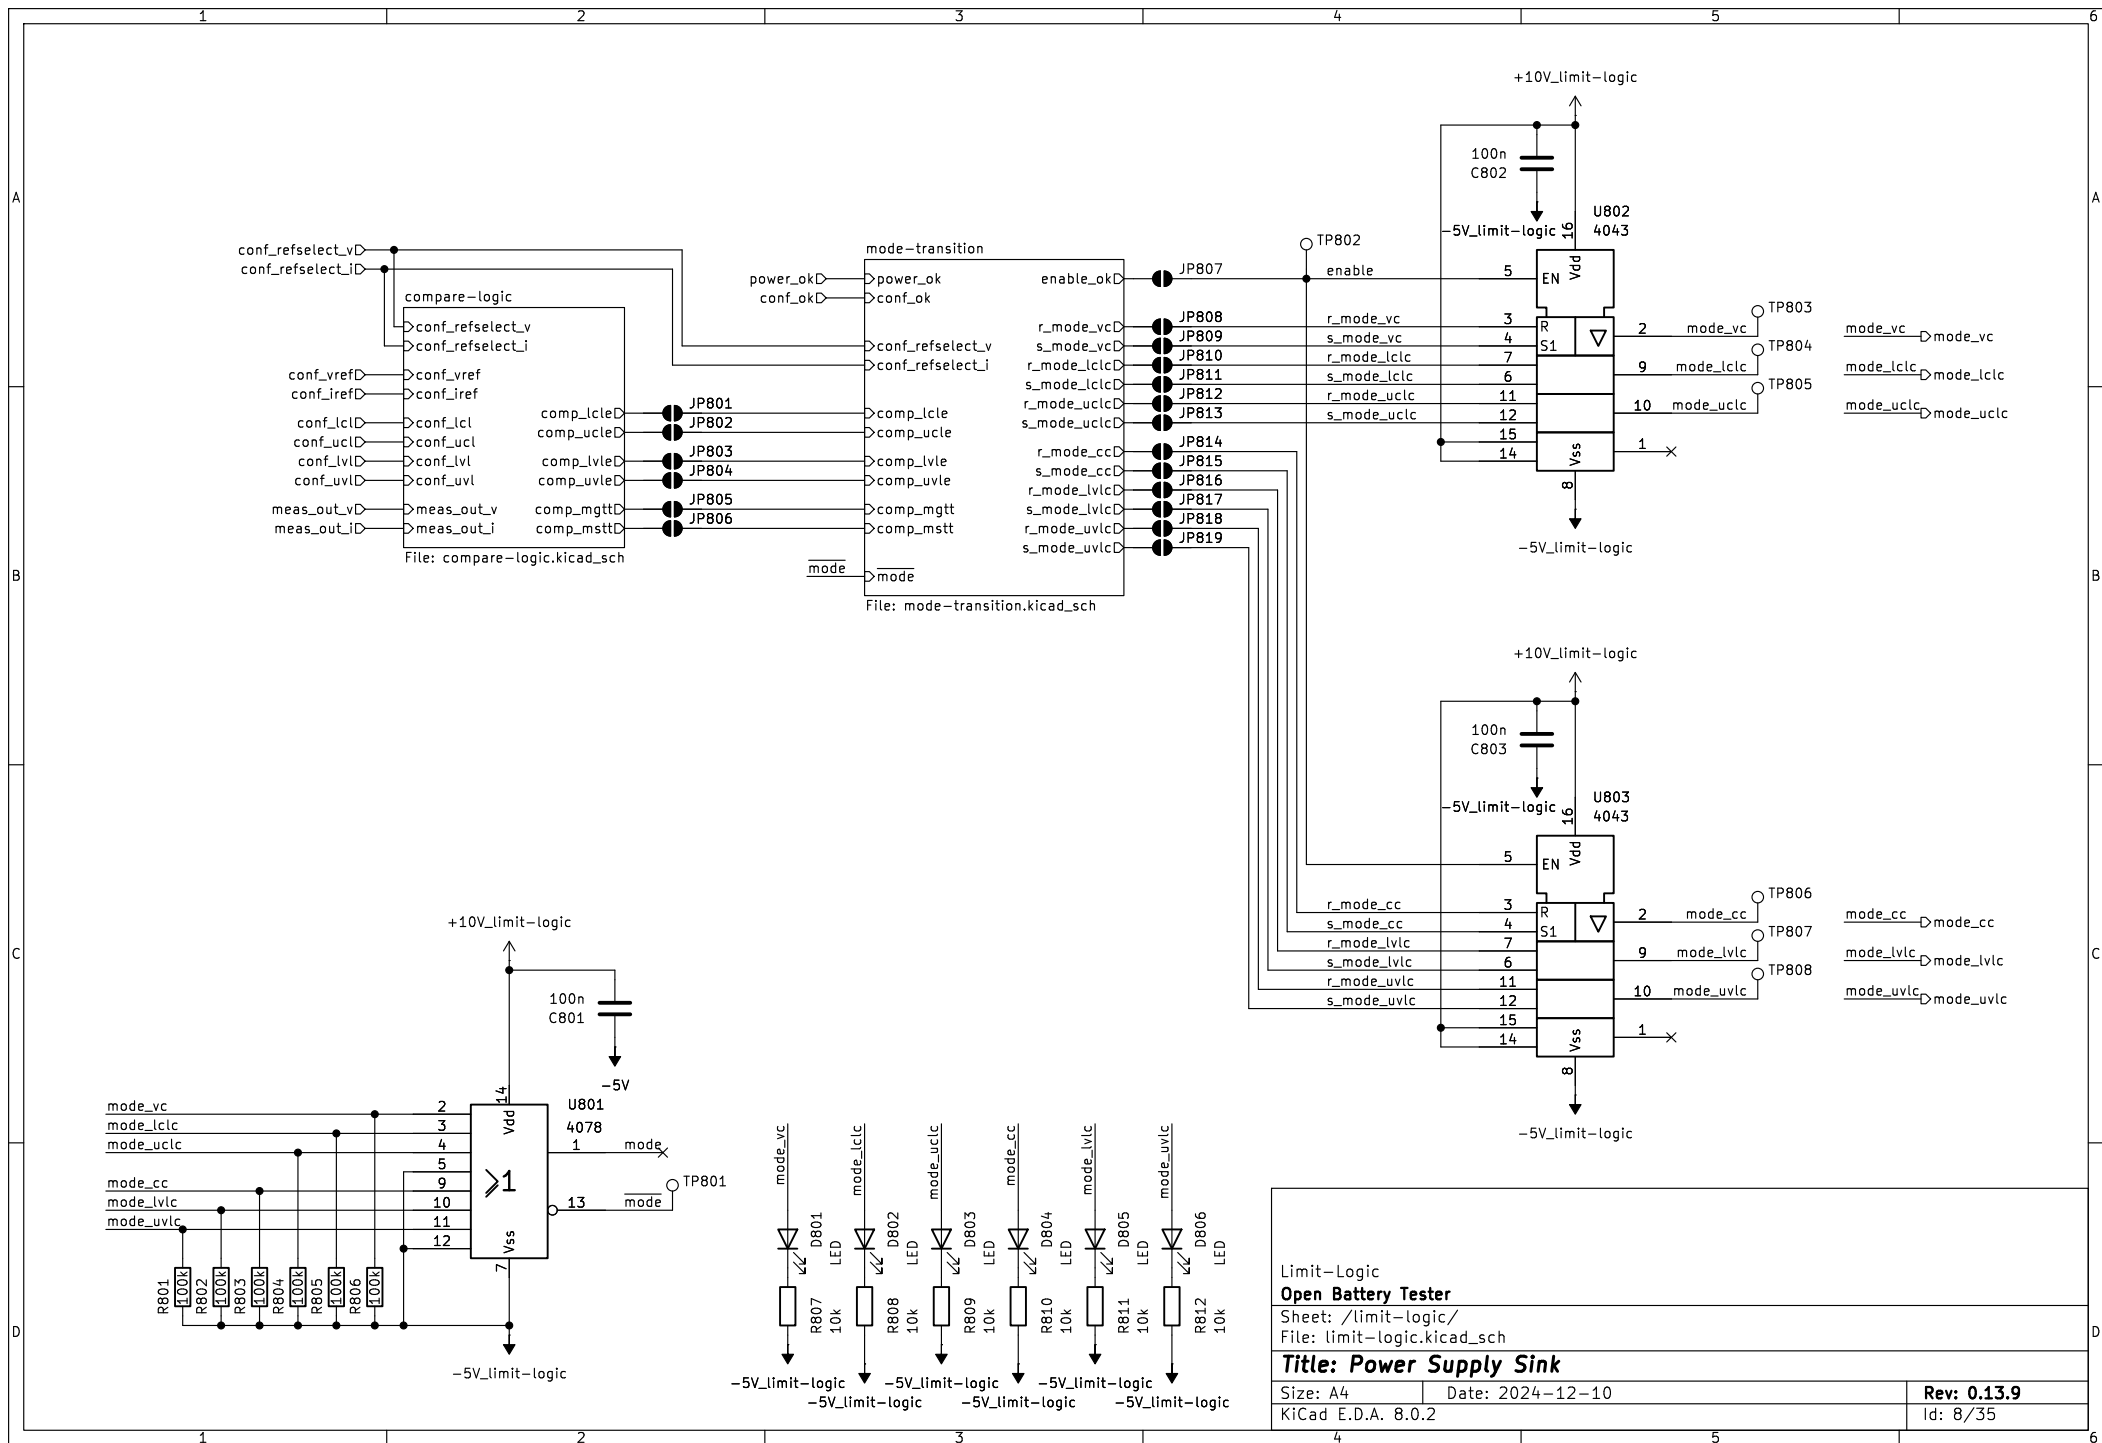 1 2 3 4 5 6
A
B
C
D
A
B
C
D
1 2 3 4 5 6
conf_refselect_v
conf_refselect_i
compare-logic
conf_refselect_v
conf_refselect_i
conf_vref conf_vref
conf_iref conf_iref
conf_lcl conf_lcl
conf_ucl conf_ucl
conf_lvl conf_lvl
conf_uvl conf_uvl
meas_out_v meas_out_v
meas_out_i meas_out_i
comp_lcle JP801
comp_ucle JP802
comp_lvle JP803
comp_uvle JP804
comp_mgtt JP805
comp_mstt JP806
File: compare-logic.kicad_sch
mode-transition
power_ok power_ok
conf_ok conf_ok
conf_refselect_v
conf_refselect_i
comp_lcle
comp_ucle
comp_lvle
comp_uvle
comp_mgtt
comp_mstt
mode mode
File: mode-transition.kicad_sch
enable_ok JP807
r_mode_vc JP808
s_mode_vc JP809
r_mode_lclc JP810
s_mode_lclc JP811
r_mode_uclc JP812
s_mode_uclc JP813
r_mode_cc JP814
s_mode_cc JP815
r_mode_lvlc JP816
s_mode_lvlc JP817
r_mode_uvlc JP818
s_mode_uvlc JP819
TP802
+10V_limit-logic
100n
C802
-5V_limit-logic
16
U802
4043
Vdd
enable 5 EN
r_mode_vc 3 R
s_mode_vc 4 S1
r_mode_lclc 7
s_mode_lclc 6
r_mode_uclc 11
s_mode_uclc 12
15
14
Vss
8
-5V_limit-logic
2 mode_vc TP803
9 mode_lclc TP804
10 mode_uclc TP805
1
mode_vc mode_vc
mode_lclc mode_lclc
mode_uclc mode_uclc
+10V_limit-logic
100n
C803
-5V_limit-logic
16
U803
4043
Vdd
5 EN
r_mode_cc 3 R
s_mode_cc 4 S1
r_mode_lvlc 7
s_mode_lvlc 6
r_mode_uvlc 11
s_mode_uvlc 12
15
14
Vss
8
-5V_limit-logic
2 mode_cc TP806
9 mode_lvlc TP807
10 mode_uvlc TP808
1
mode_cc mode_cc
mode_lvlc mode_lvlc
mode_uvlc mode_uvlc
+10V_limit-logic
100n
C801
-5V
14
Vdd
U801
4078
mode_vc 2
mode_lclc 3
mode_uclc 4
5
mode_cc 9
mode_lvlc 10
mode_uvlc 11
12
≥1
1 mode
13 mode TP801
Vss
7
R801 100k
R802 100k
R803 100k
R804 100k
R805 100k
R806 100k
-5V_limit-logic
mode_vc
mode_lclc
mode_uclc
mode_cc
mode_lvlc
mode_uvlc
D801 LED
D802 LED
D803 LED
D804 LED
D805 LED
D806 LED
R807 10k
R808 10k
R809 10k
R810 10k
R811 10k
R812 10k
-5V_limit-logic
-5V_limit-logic
-5V_limit-logic
-5V_limit-logic
-5V_limit-logic
-5V_limit-logic
Limit-Logic
Open Battery Tester
Sheet: /limit-logic/
File: limit-logic.kicad_sch
Title: Power Supply Sink
Size: A4 Date: 2024-12-10 Rev: 0.13.9
KiCad E.D.A. 8.0.2 Id: 8/35